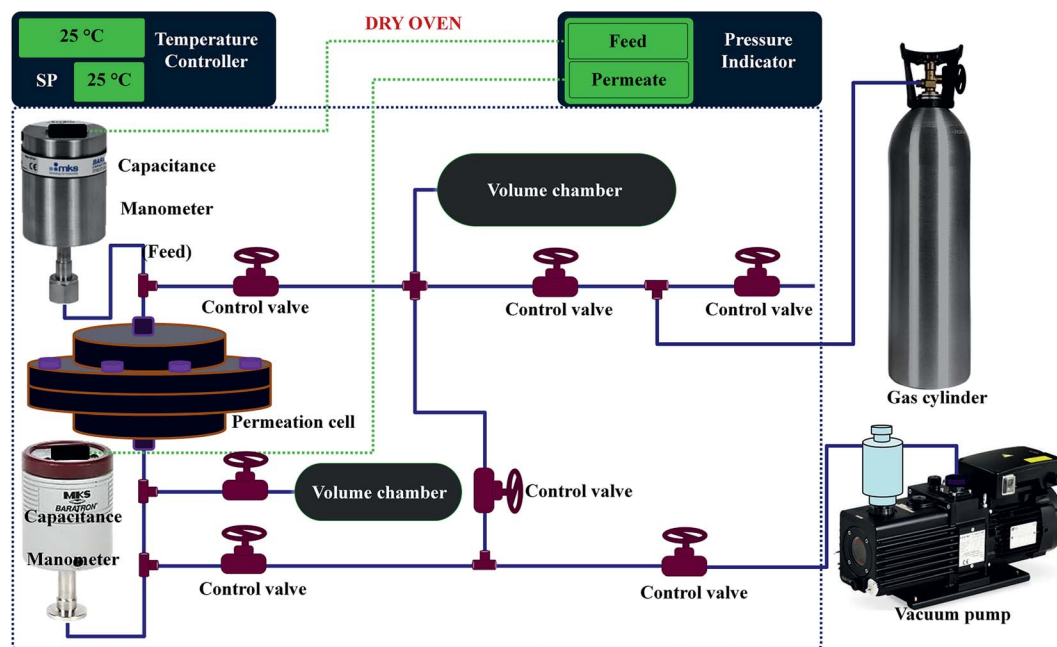 25 °C
Temperature
Controller
SP
25 °C
DRY OVEN
Feed
Permeate
Pressure
Indicator
mks
Capacitance
Manometer
(Feed)
Volume chamber
Control valve
Control valve
Control valve
Gas cylinder
Permeation cell
MKS
BARATRON
Capacitance
Manometer
Volume chamber
Control valve
Control valve
Control valve
Vacuum pump